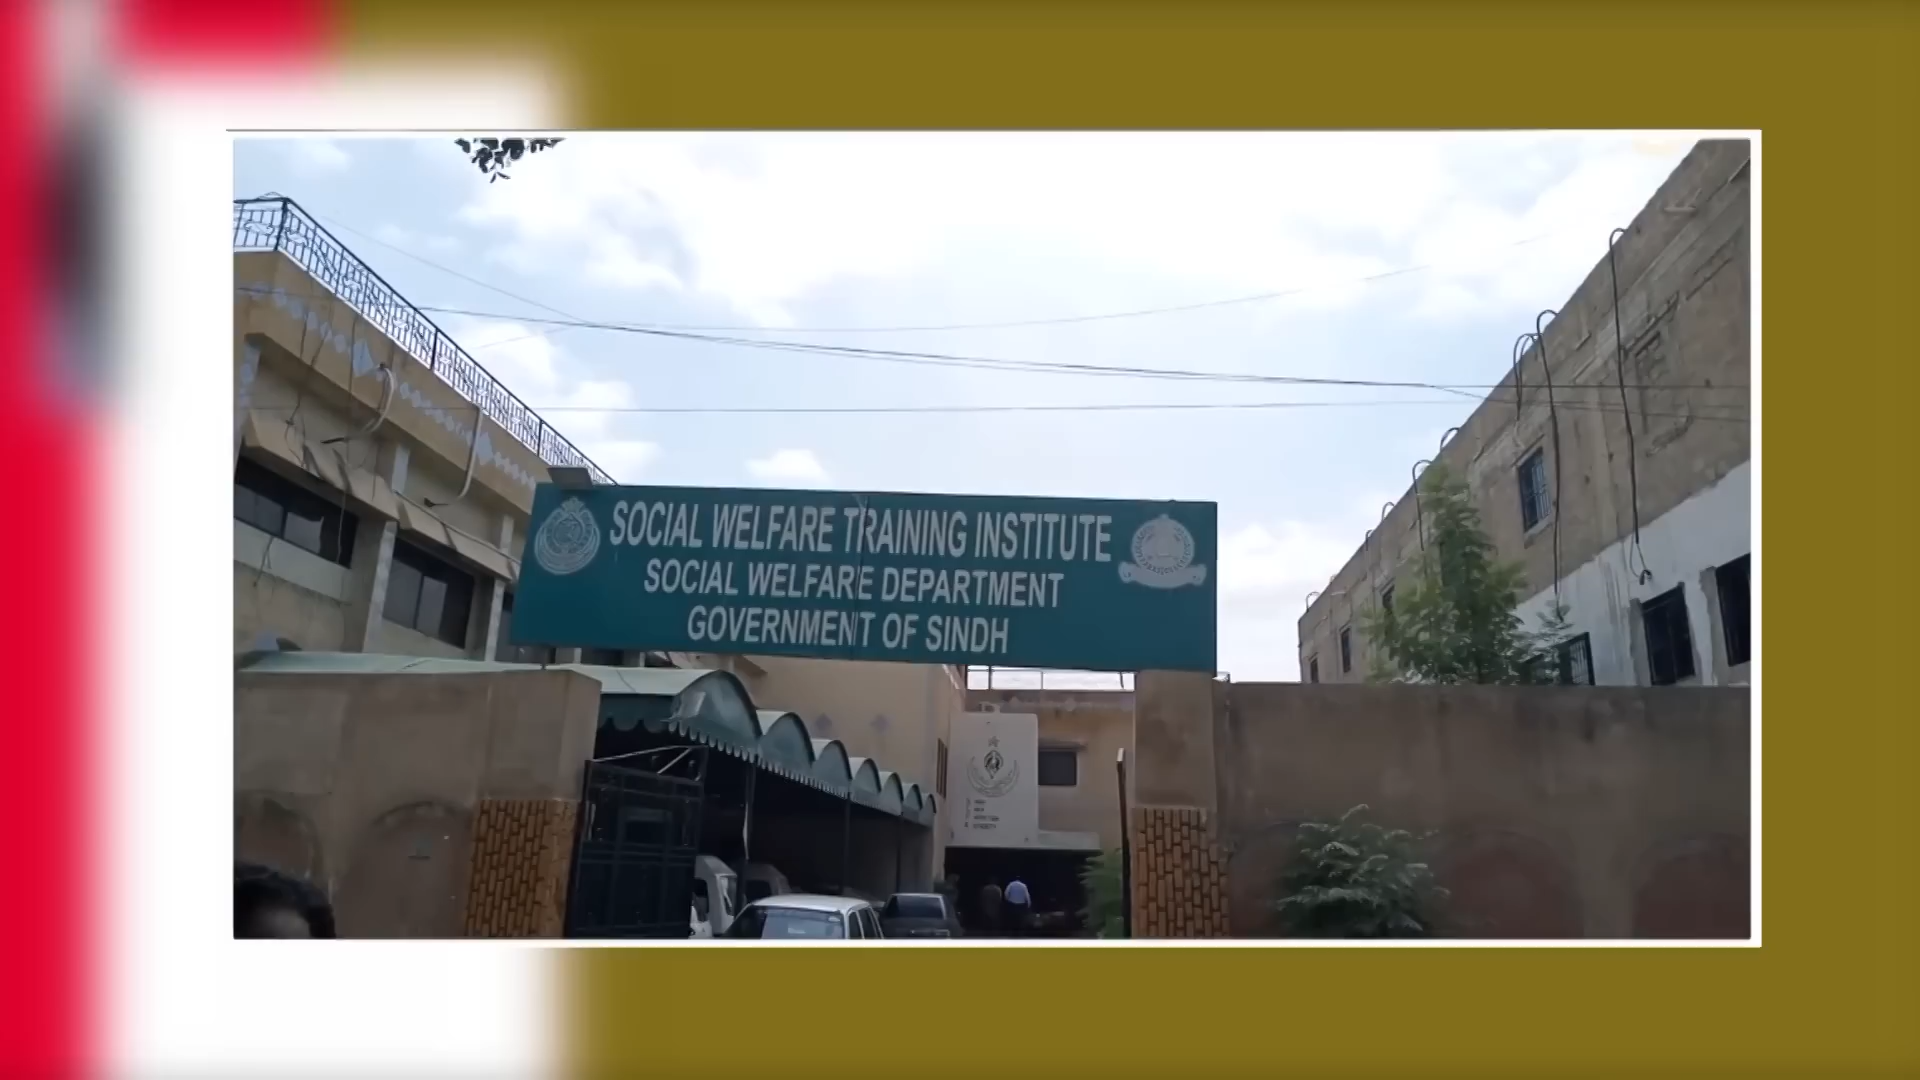 SOCIAL WELFARE TRAINING INSTITUTE
SOCIAL WELFARE DEPARTMENT
GOVERNMENT OF SINDH